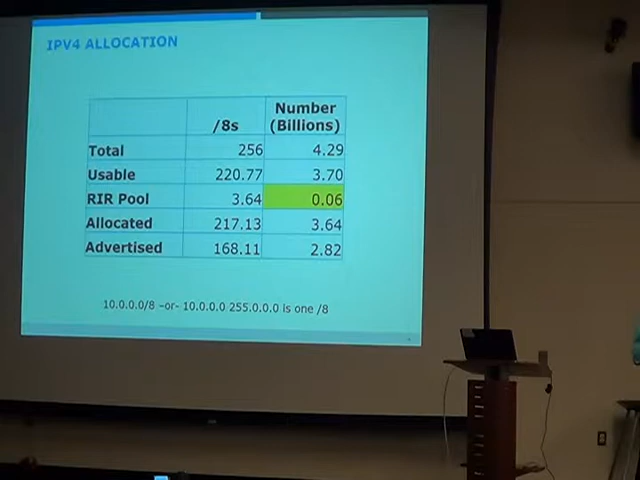 IPV4 ALLOCATION
/8s Number (Billions)
Total 256 4.29
Usable 220.77 3.70
RIR Pool 3.64 0.06
Allocated 217.13 3.64
Advertised 168.11 2.82
10.0.0.0/8 –or- 10.0.0.0 255.0.0.0 is one /8